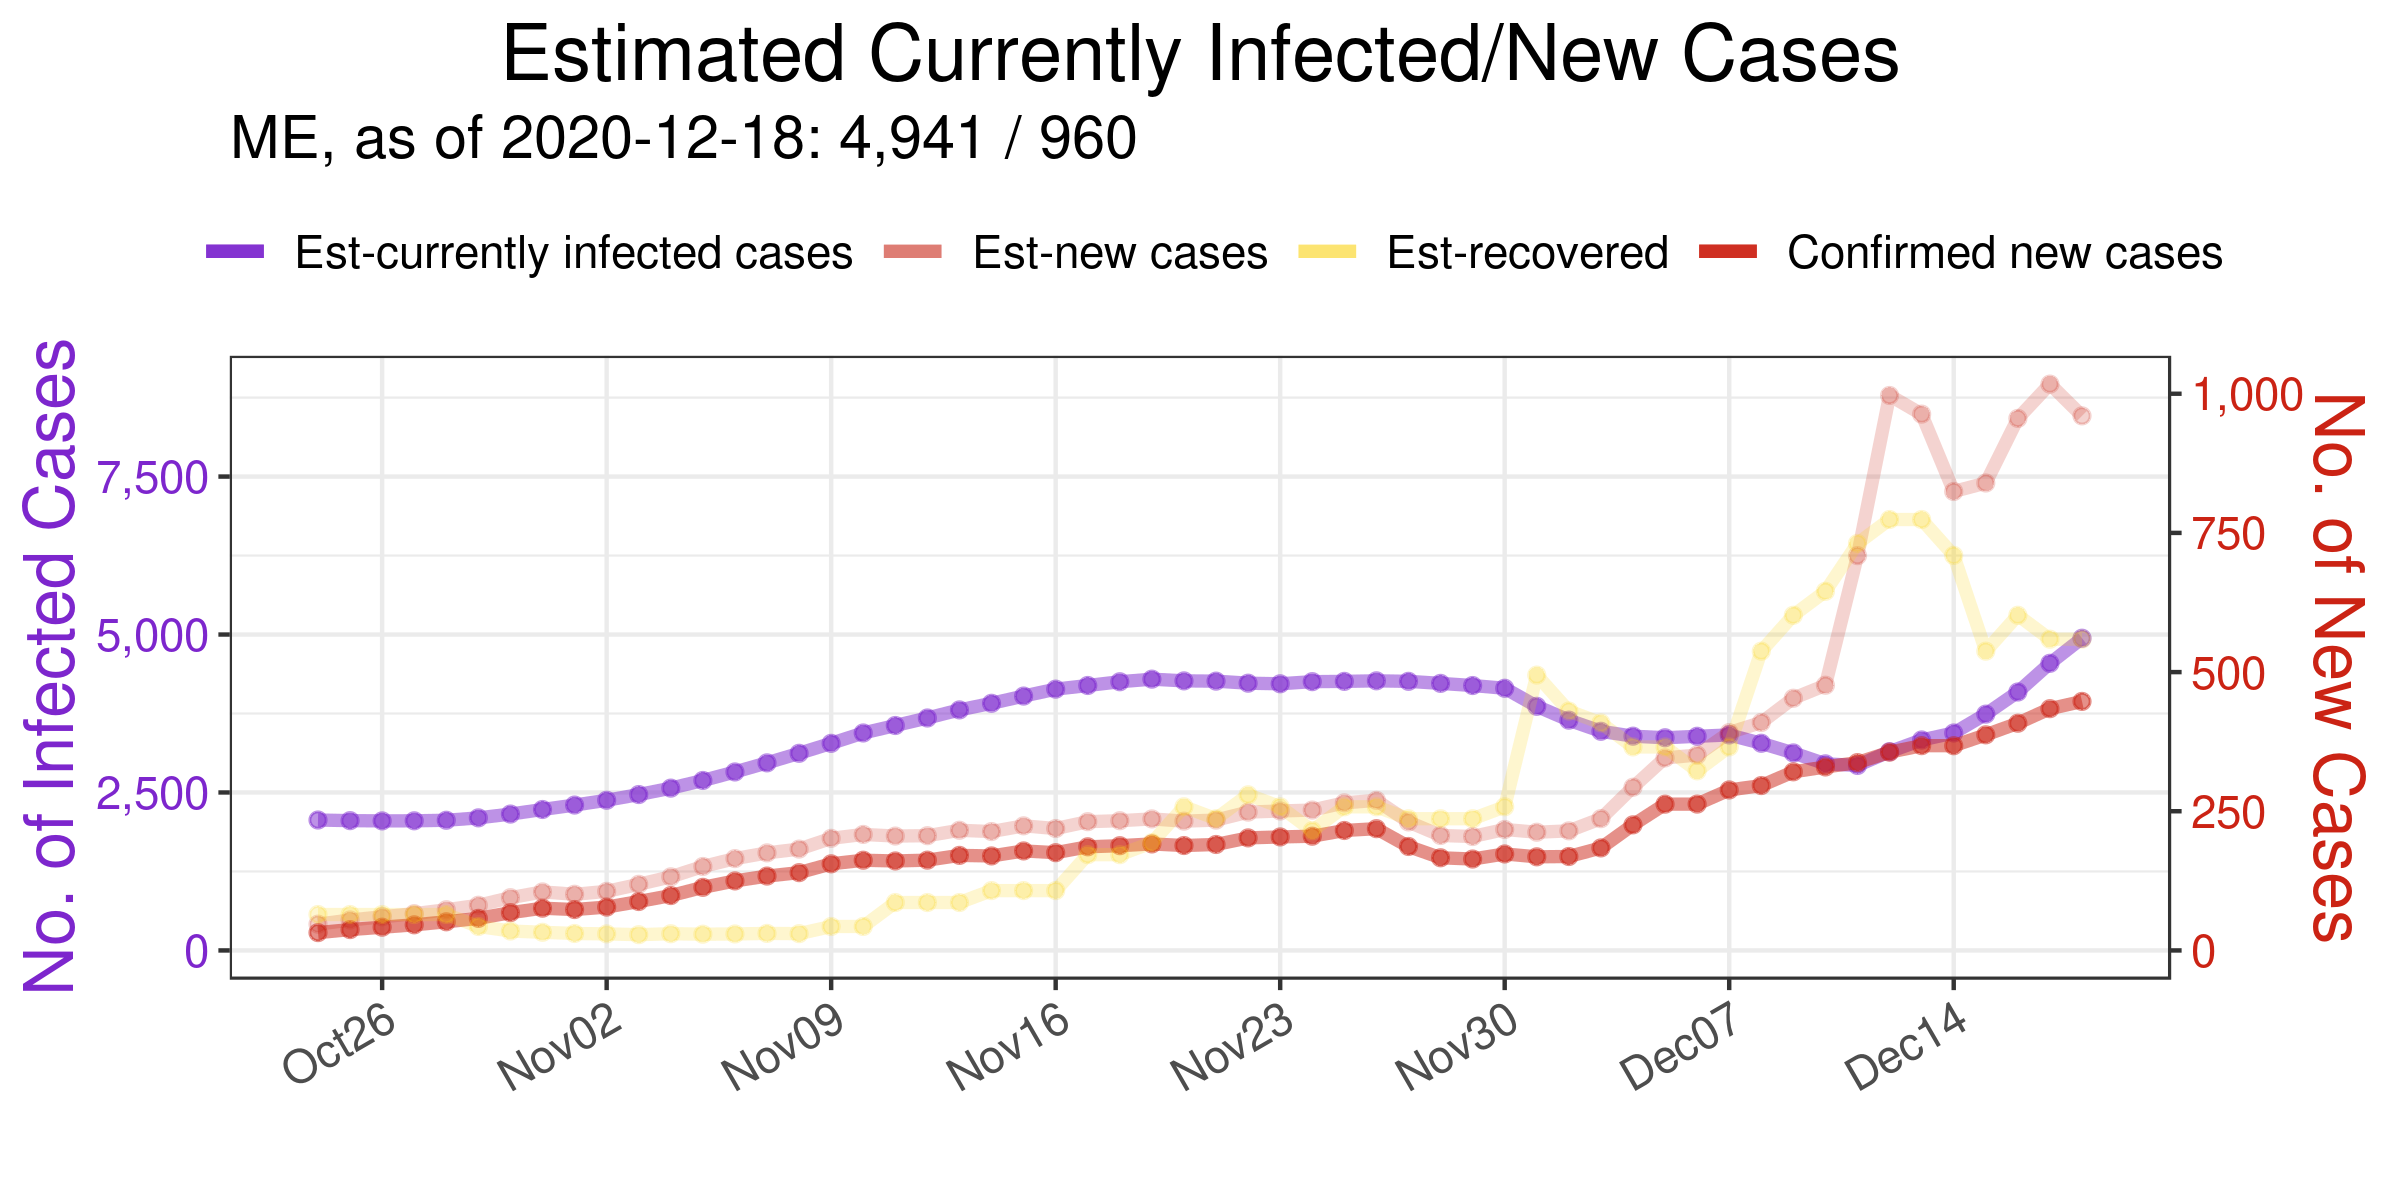 Estimated Currently Infected/New Cases
ME, as of 2020-12-18: 4,941 / 960
Est-currently infected cases
Est-new cases
Est-recovered
Confirmed new cases
No. of Infected Cases
7,500
5,000
2,500
0
1,000
750
500
250
0
No. of New Cases
Oct26
Nov02
Nov09
Nov16
Nov23
Nov30
Dec07
Dec14